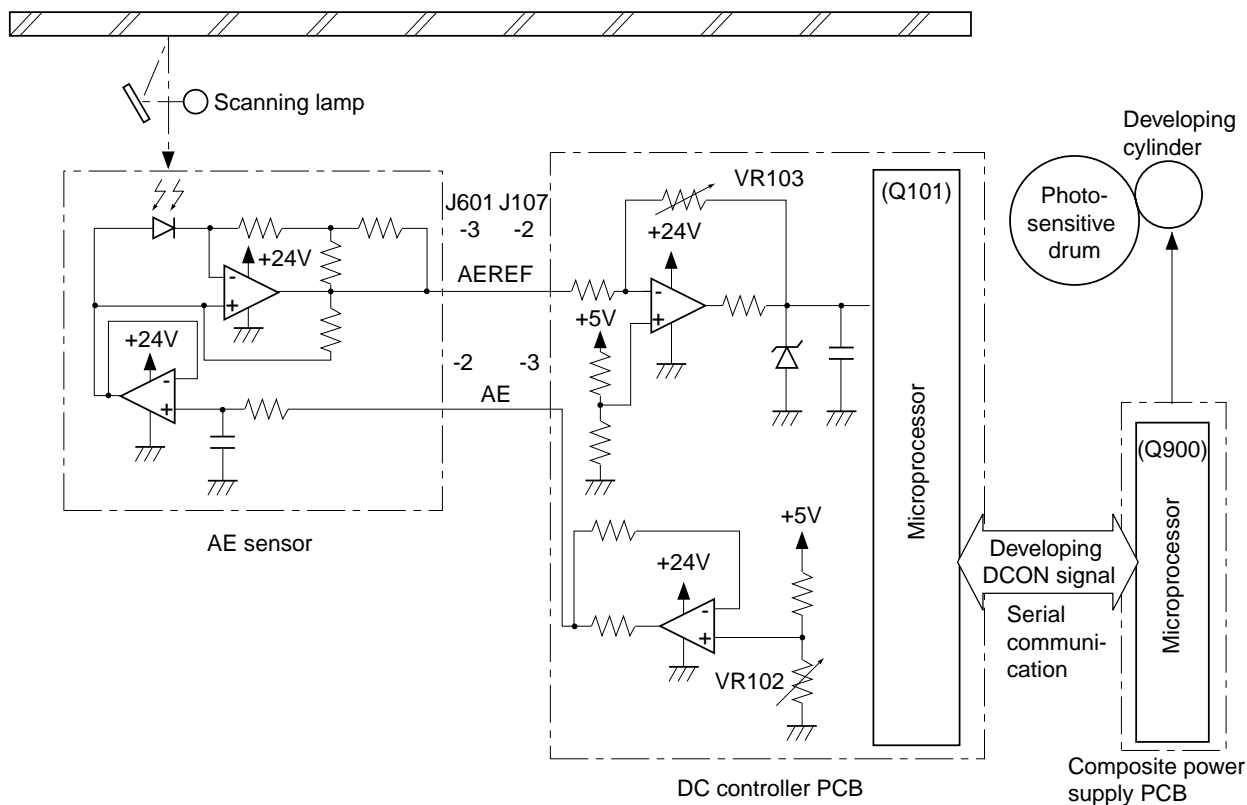 Scanning lamp
Developing
cylinder
Photo-
sensitive
drum
J601 J107
-3 -2
VR103
(Q101)
+24V
+24V
AEREF
+5V
+24V
-
+
-
+
-
+
-2 -3
AE
Microprocessor
(Q900)
AE sensor
+5V
+24V
-
+
VR102
Developing
DCON signal
Serial
communi-
cation
Microprocessor
DC controller PCB
Composite power
supply PCB